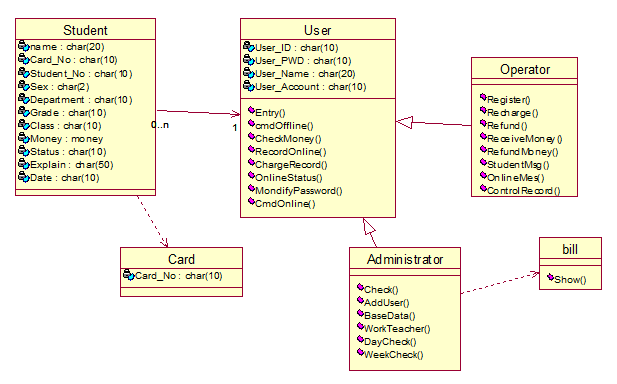 Student
name : char(20)
Card_No : char(10)
Student_No : char(10)
Sex : char(2)
Department : char(10)
Grade : char(10)
Class : char(10)
Money : money
Status : char(10)
Explain : char(50)
Date : char(10)
0..n
1
User
User_ID : char(10)
User_PWD : char(10)
User_Name : char(20)
User_Account : char(10)
Entry()
cmdOffline()
CheckMoney()
RecordOnline()
ChargeRecord()
OnlineStatus()
MondifyPassword()
CmdOnline()
Operator
Register()
Recharge()
Refund()
ReceiveMoney()
RefundMoney()
StudentMsg()
OnlineMes()
ControlRecord()
Card
Card_No : char(10)
Administrator
Check()
AddUser()
BaseData()
WorkTeacher()
DayCheck()
WeekCheck()
bill
Show()